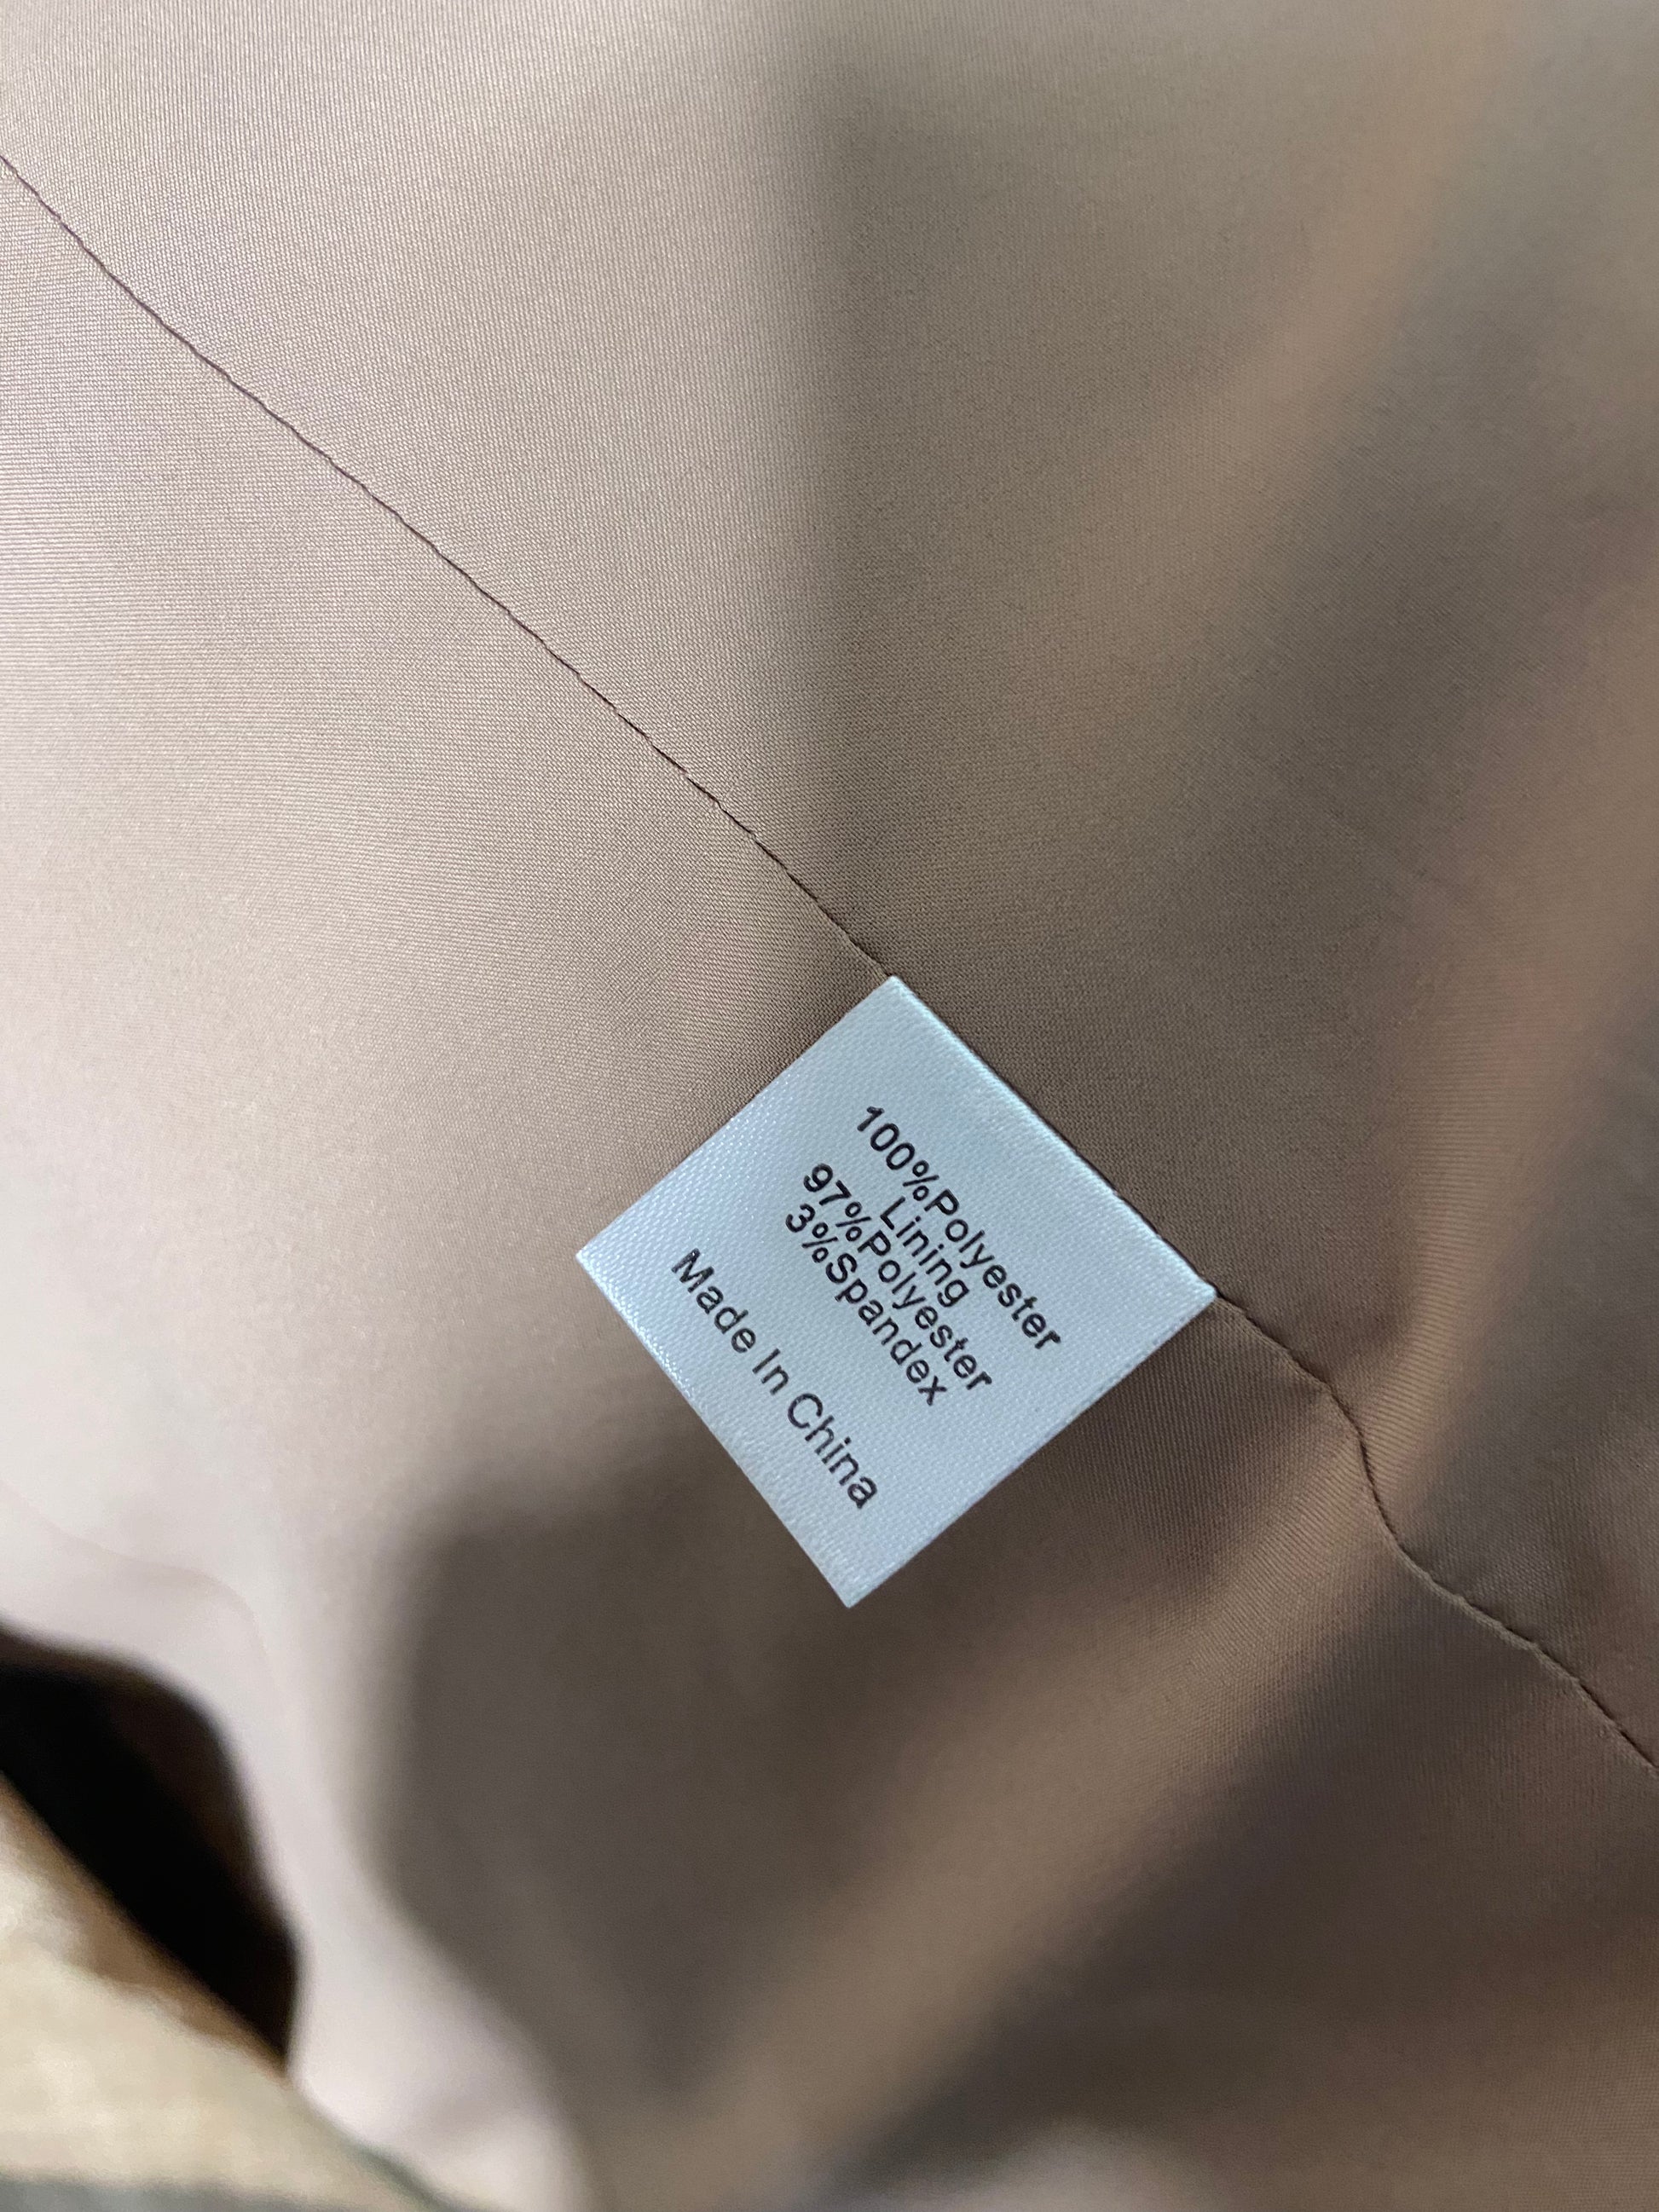 100%Polyester
Lining
97%Polyester
3%Spandex
Made In China